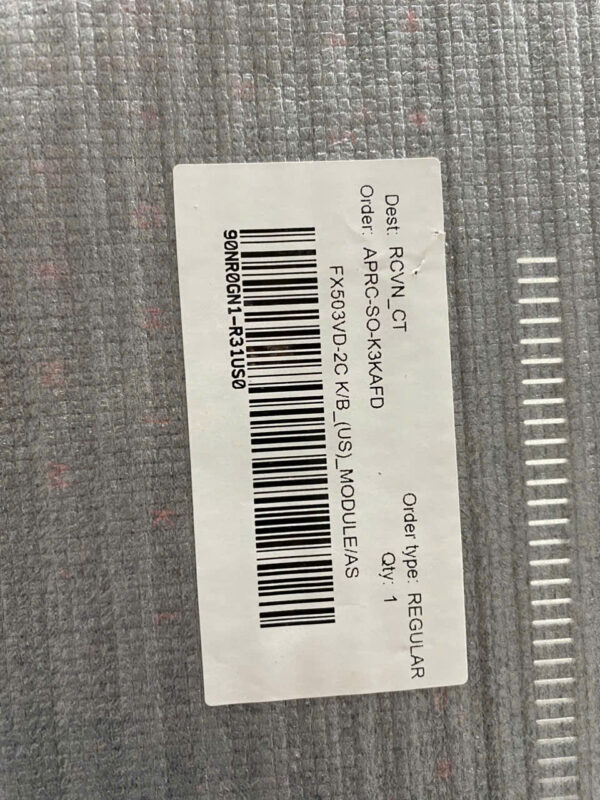 Dest: RCVN_CT
Order type: REGULAR
Order: APRC-SO-K3KAFD
Qty: 1
FX503VD-2C K/B_(US)_MODULE/AS
90NR0GN1-R31US0